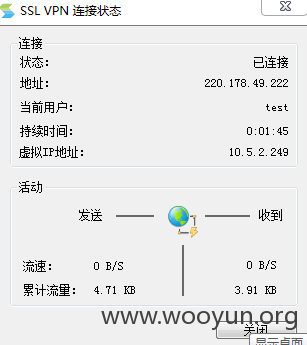 SSL VPN 连接状态
连接
状态: 已连接
地址: 220.178.49.222
当前用户: test
持续时间: 0:01:45
虚拟IP地址: 10.5.2.249
活动
发送 收到
流速: 0 B/S 0 B/S
累计流量: 4.71 KB 3.91 KB
www.wooyun.org
关闭
显示桌面